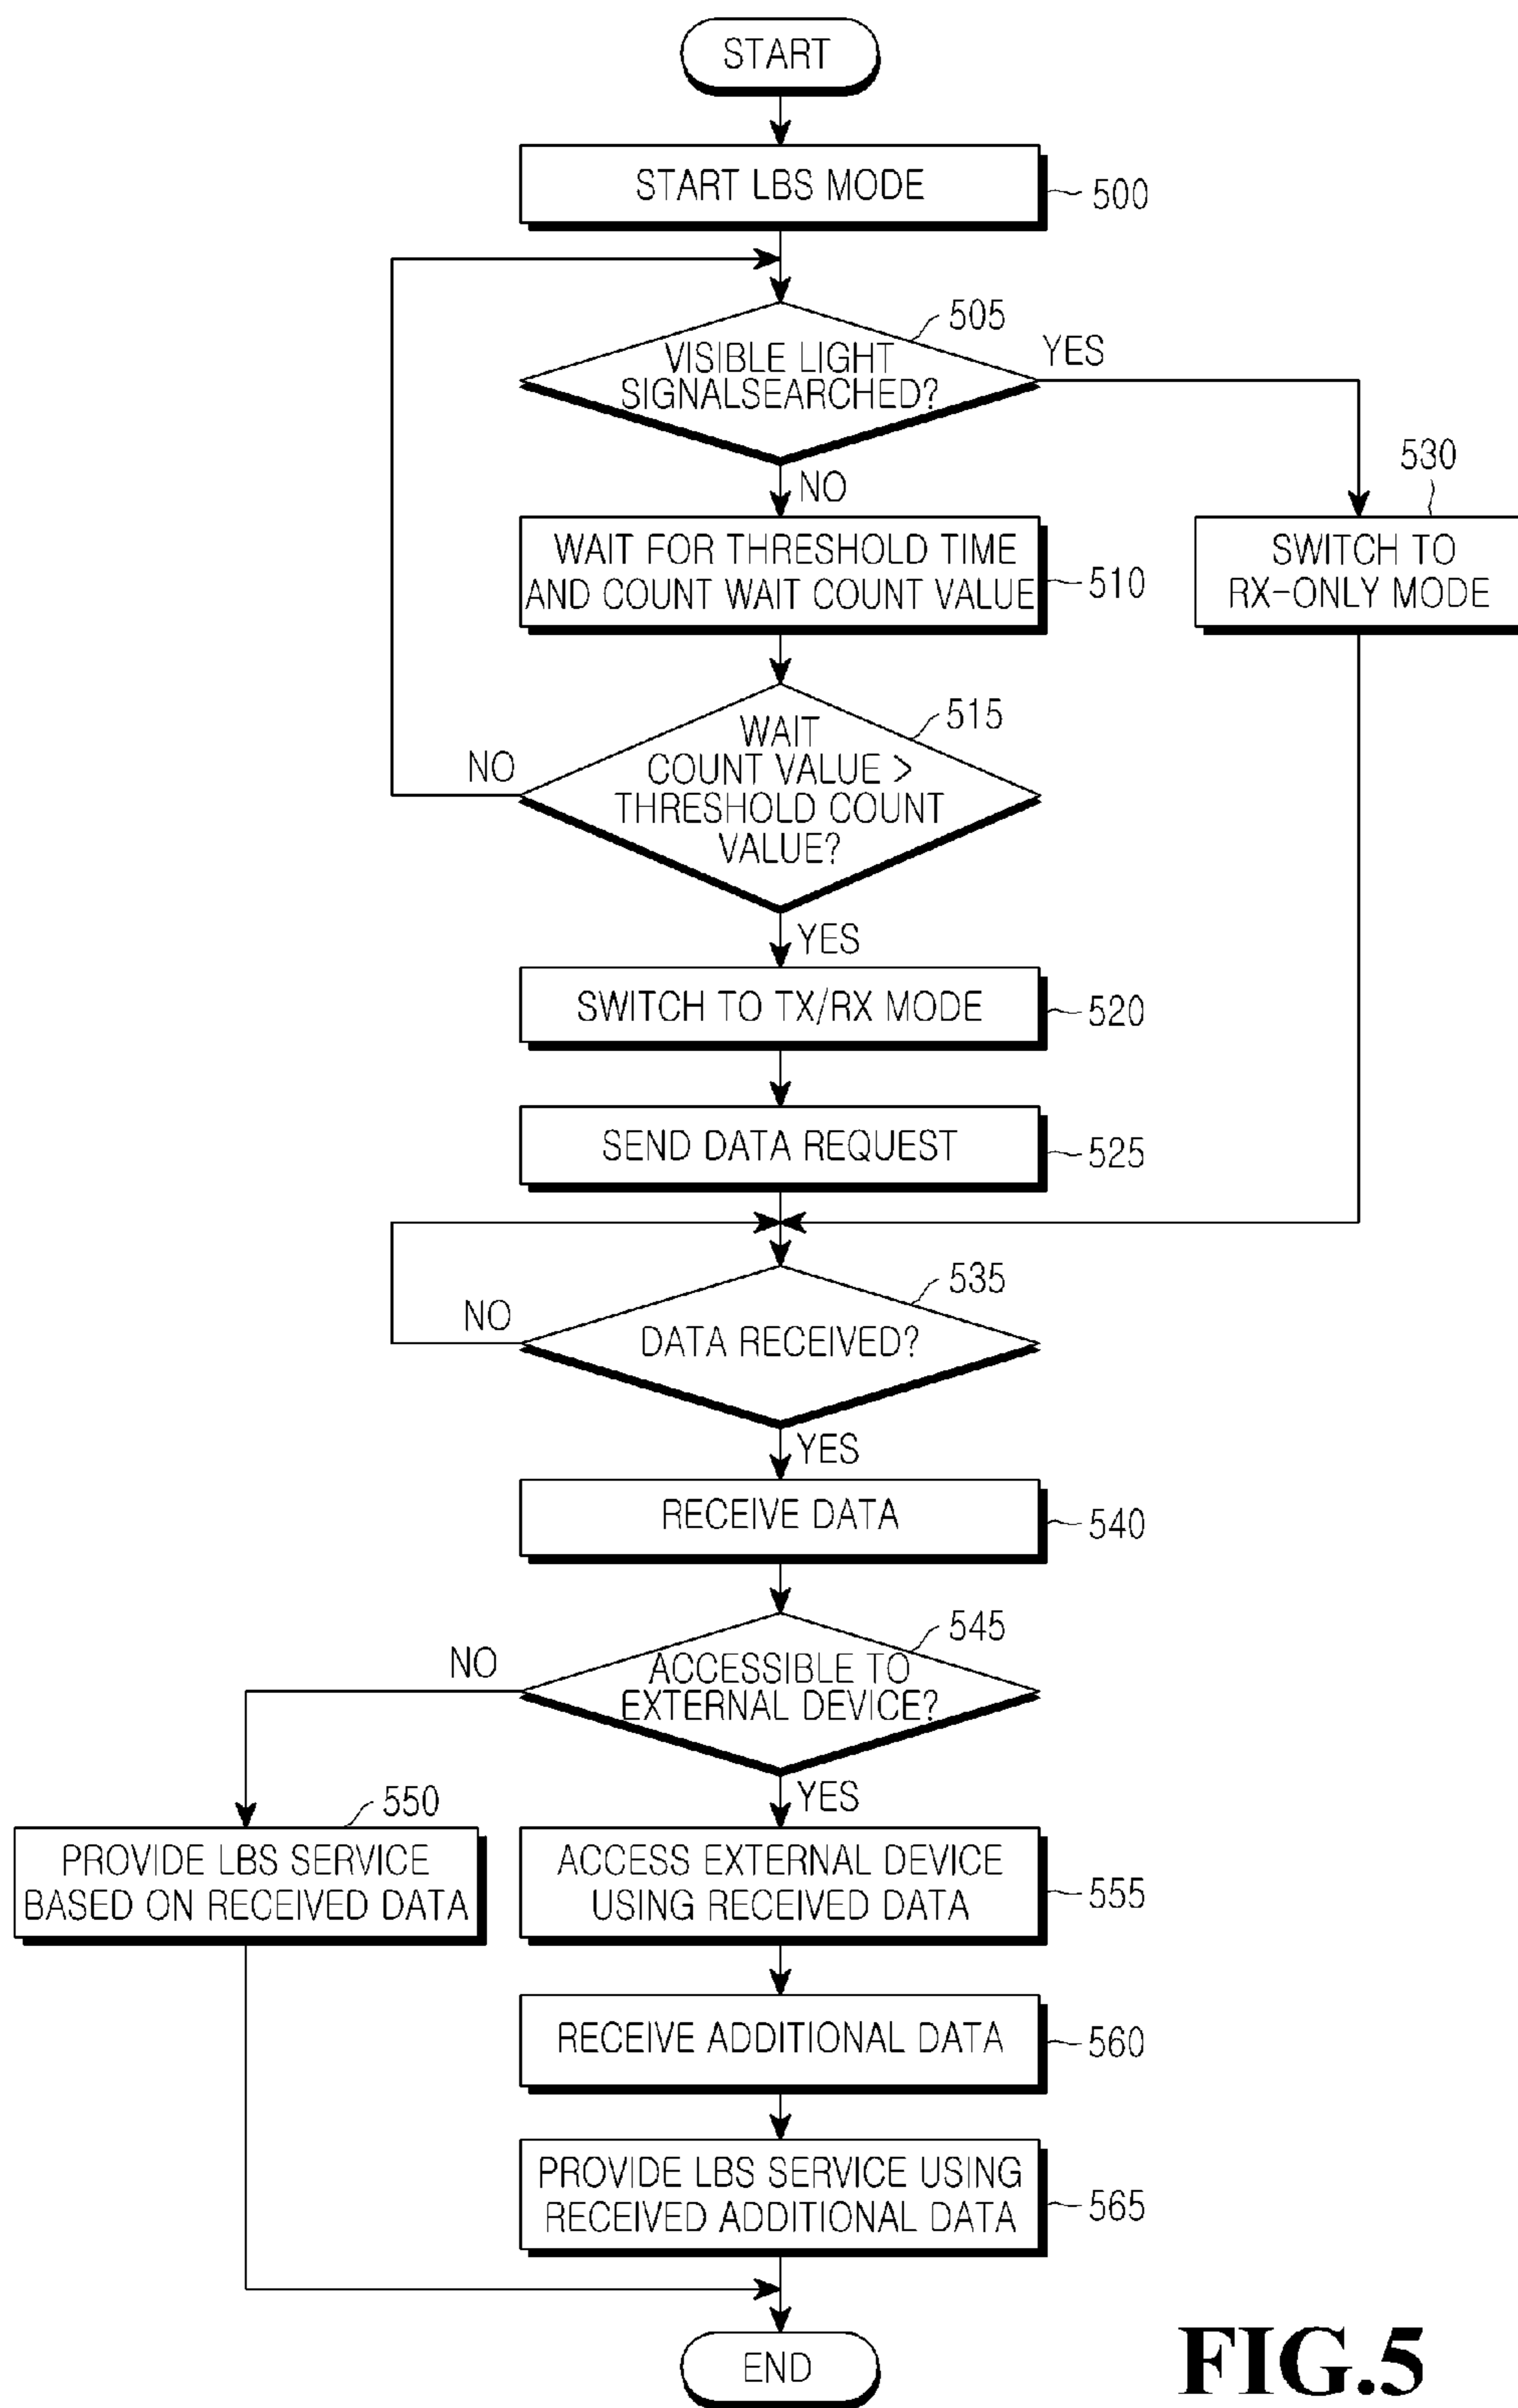 START
START LBS MODE
500
505
VISIBLE LIGHT
SIGNALSEARCHED?
YES
NO
530
SWITCH TO
RX-ONLY MODE
WAIT FOR THRESHOLD TIME
AND COUNT WAIT COUNT VALUE
510
515
WAIT
COUNT VALUE >
THRESHOLD COUNT
VALUE?
NO
YES
SWITCH TO TX/RX MODE
520
SEND DATA REQUEST
525
535
DATA RECEIVED?
NO
YES
RECEIVE DATA
540
545
ACCESSIBLE TO
EXTERNAL DEVICE?
NO
YES
550
PROVIDE LBS SERVICE
BASED ON RECEIVED DATA
ACCESS EXTERNAL DEVICE
USING RECEIVED DATA
555
RECEIVE ADDITIONAL DATA
560
PROVIDE LBS SERVICE USING
RECEIVED ADDITIONAL DATA
565
END
FIG.5